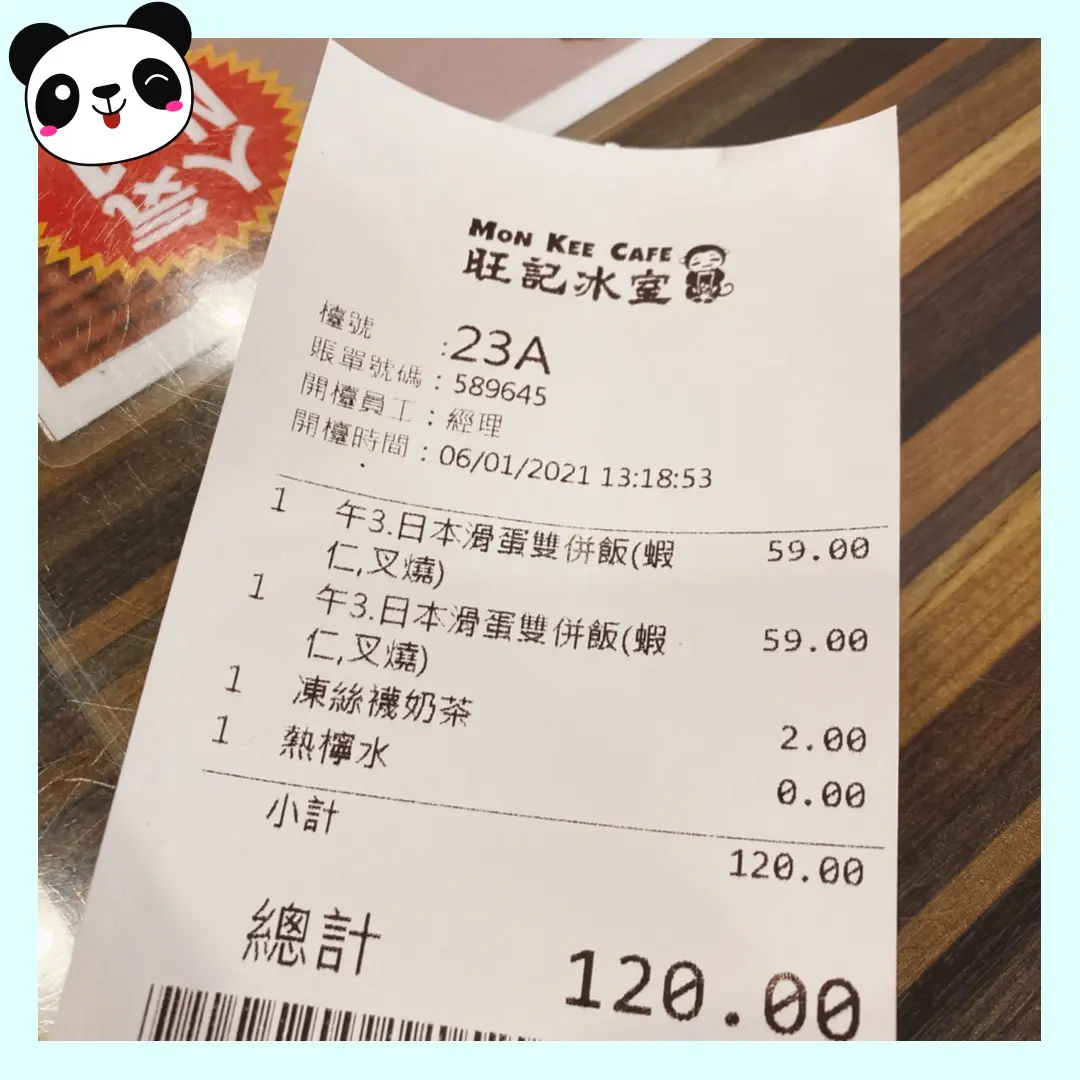 家人
MON KEE CAFE
旺記冰室
檯號 :23A
賬單號碼 : 589645
開檯員工 : 經理
開檯時間 : 06/01/2021 13:18:53
1 午3.日本滑蛋雙併飯(蝦 59.00
仁,叉燒)
1 午3.日本滑蛋雙併飯(蝦 59.00
仁,叉燒)
1 凍絲襪奶茶 2.00
1 熱檸水 0.00
小計 120.00
總計 120.00